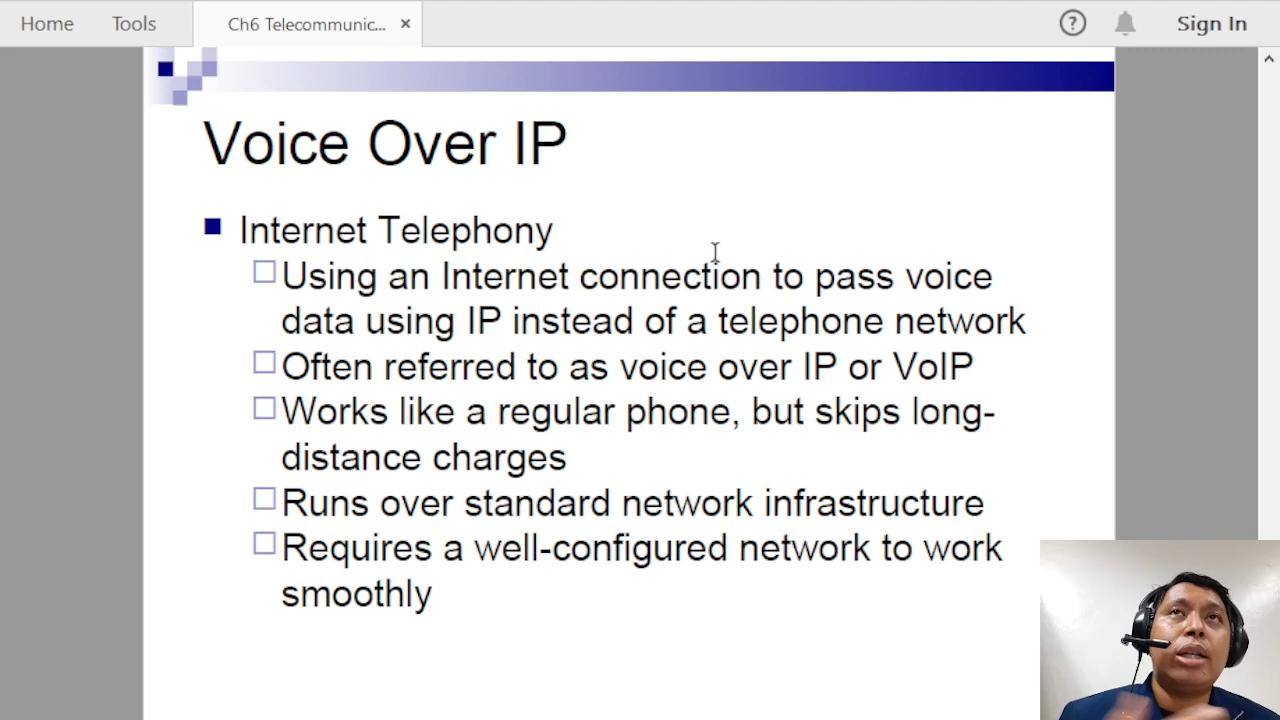 Home Tools Ch6 Telecommunic... × ? Sign In
Voice Over IP
Internet Telephony
Using an Internet connection to pass voice
data using IP instead of a telephone network
Often referred to as voice over IP or VoIP
Works like a regular phone, but skips long-
distance charges
Runs over standard network infrastructure
Requires a well-configured network to work
smoothly